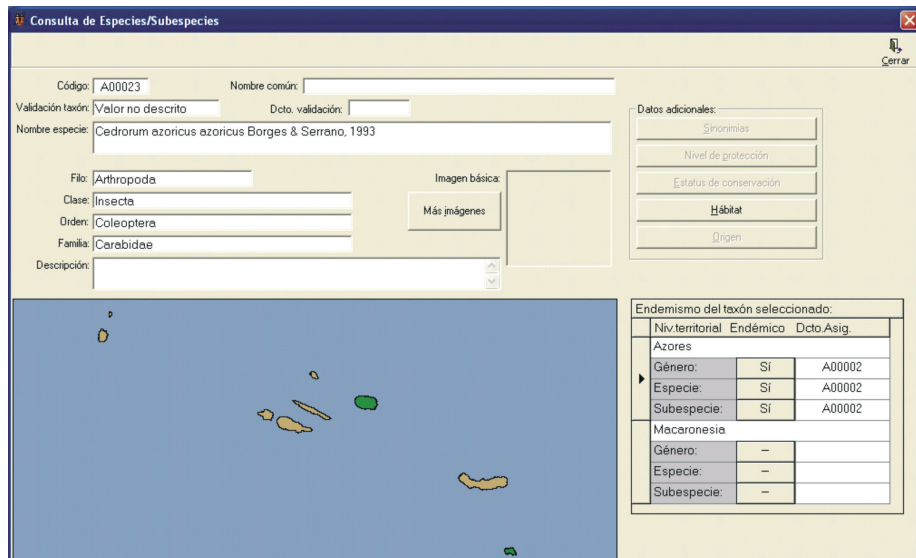 Consulta de Especies/Subespecies
Cerrar
Código: A00023 Nombre común:
Validación taxón: Valor no descrito Dcto. validación:
Nombre especie: Cedrorum azoricus azoricus Borges & Serrano, 1993
Filo: Arthropoda
Clase: Insecta
Orden: Coleoptera
Familia: Carabidae
Descripción:
Imagen básica:
Más imágenes
Datos adicionales:
Sinonimias
Nivel de protección
Estatus de conservación
Hábitat
Origen
Endemismo del taxón seleccionado:
Niv.territorial Endémico Dcto.Asig.
Azores
Género: Sí A00002
Especie: Sí A00002
Subespecie: Sí A00002
Macaronesia
Género: –
Especie: –
Subespecie: –